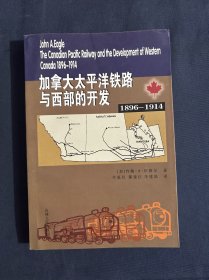 John A.Eagle
The Canadian Pacific Railway and the Development of Western
Canada 1896-1914
加拿大太平洋铁路
与西部的开发
1896—1914